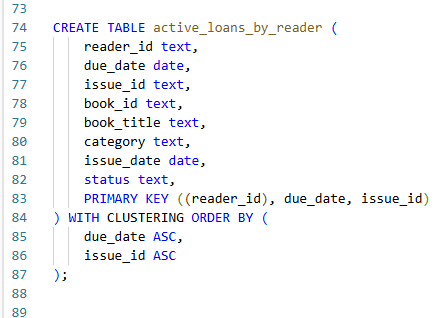 73
74 CREATE TABLE active_loans_by_reader (
75     reader_id text,
76     due_date date,
77     issue_id text,
78     book_id text,
79     book_title text,
80     category text,
81     issue_date date,
82     status text,
83     PRIMARY KEY ((reader_id), due_date, issue_id)
84 ) WITH CLUSTERING ORDER BY (
85     due_date ASC,
86     issue_id ASC
87 );
88
89